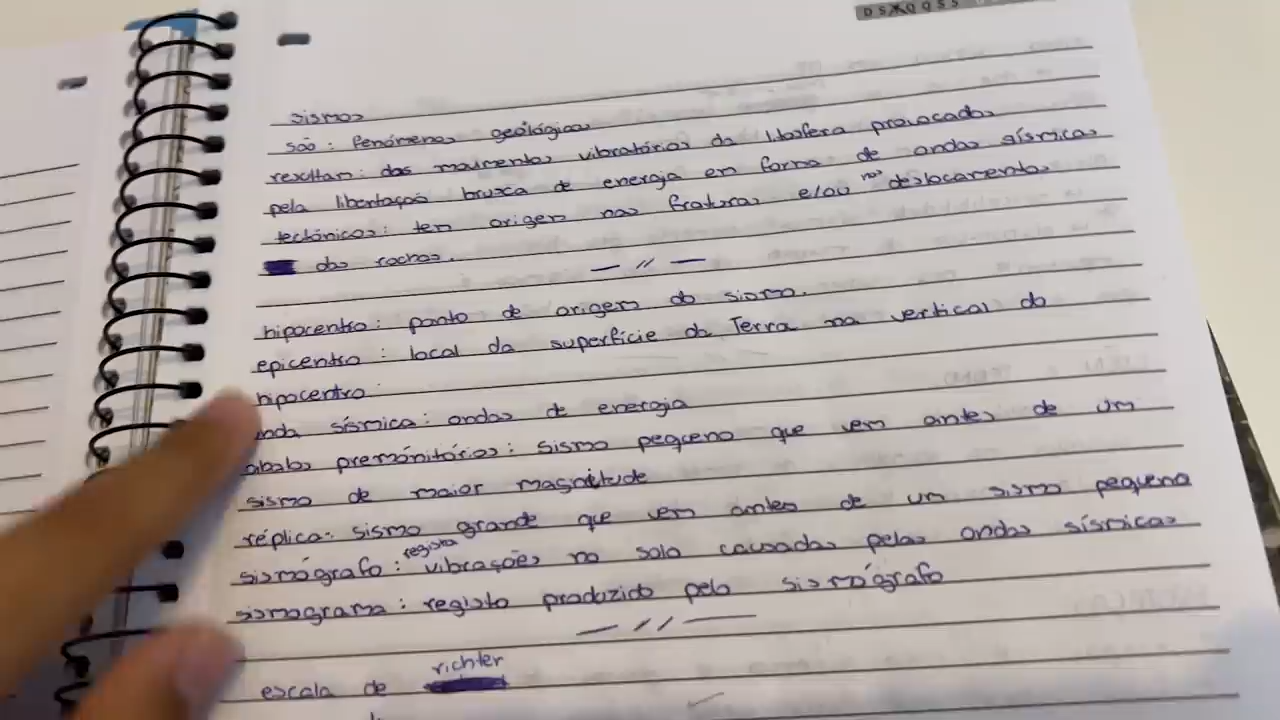 DSXQQSS
sismos
são: fenómenos geológicos
resultam: dos movimentos vibratórios da litosfera provocados
pela libertação brusca de energia em forma de ondas sísmicas
tectónicos: tem origem nas fraturas e/ou nos deslocamentos
das rochas.
hipocentro: ponto de origem do sismo.
epicentro: local da superfície da Terra na vertical do
hipocentro
onda sísmica: ondas de energia
abalos premónitórios: sismo pequeno que vem antes de um
sismo de maior magnitude
réplica: sismo grande que vem antes de um sismo pequeno
sismógrafo: regista vibrações no solo causadas pelas ondas sísmicas
sismograma: registo produzido pelo sismógrafo
escala de richter